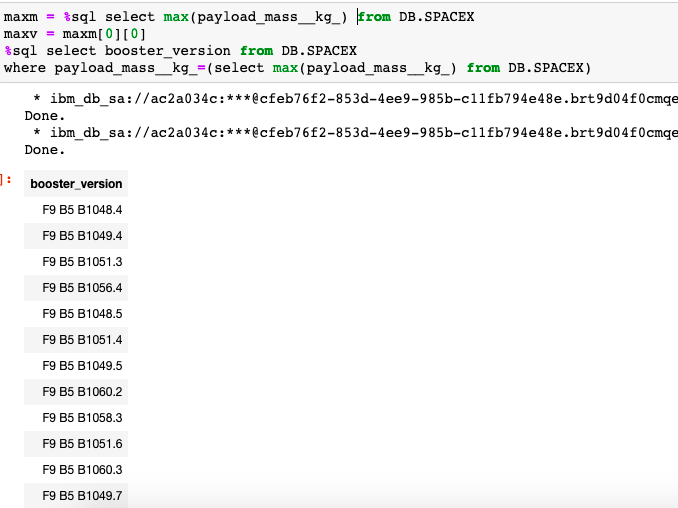 maxm = %sql select max(payload_mass__kg_) from DB.SPACEX
maxv = maxm[0][0]
%sql select booster_version from DB.SPACEX
where payload_mass__kg_=(select max(payload_mass__kg_) from DB.SPACEX)
* ibm_db_sa://ac2a034c:***@cfeb76f2-853d-4ee9-985b-c11fb794e48e.brt9d04f0cmqe
Done.
* ibm_db_sa://ac2a034c:***@cfeb76f2-853d-4ee9-985b-c11fb794e48e.brt9d04f0cmqe
Done.
]:
booster_version
F9 B5 B1048.4
F9 B5 B1049.4
F9 B5 B1051.3
F9 B5 B1056.4
F9 B5 B1048.5
F9 B5 B1051.4
F9 B5 B1049.5
F9 B5 B1060.2
F9 B5 B1058.3
F9 B5 B1051.6
F9 B5 B1060.3
F9 B5 B1049.7